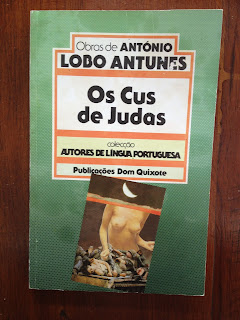 Obras de ANTÓNIO
LOBO ANTUNES
Os Cus
de Judas
colecção
AUTORES DE LÍNGUA PORTUGUESA
Publicações Dom Quixote